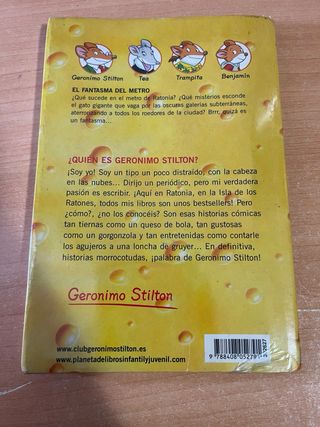 Geronimo Stilton
Tea
Trampita
Benjamin
EL FANTASMA DEL METRO
¿Qué sucede en el metro de Ratonia? ¿Qué misterios esconde
el gato gigante que vaga por las oscuras galerías subterráneas,
aterrorizando a todos los roedores de la ciudad? Brrr, quizá es
un fantasma...
¿QUIÉN ES GERONIMO STILTON?
¡Soy yo! Soy un tipo un poco distraído, con la cabeza
en las nubes... Dirijo un periódico, pero mi verdadera
pasión es escribir. ¡Aquí en Ratonia, en la Isla de los
Ratones, todos mis libros son unos bestsellers! Pero
¿cómo?, ¿no los conocéis? Son esas historias cómicas
tan tiernas como un queso de bola, tan gustosas
como un gorgonzola y tan entretenidas como contarle
los agujeros a una loncha de gruyer... En definitiva,
historias morrocotudas, ¡palabra de Geronimo Stilton!
Geronimo Stilton
www.clubgeronimostilton.es
www.planetadelibrosinfantilyjuvenil.com